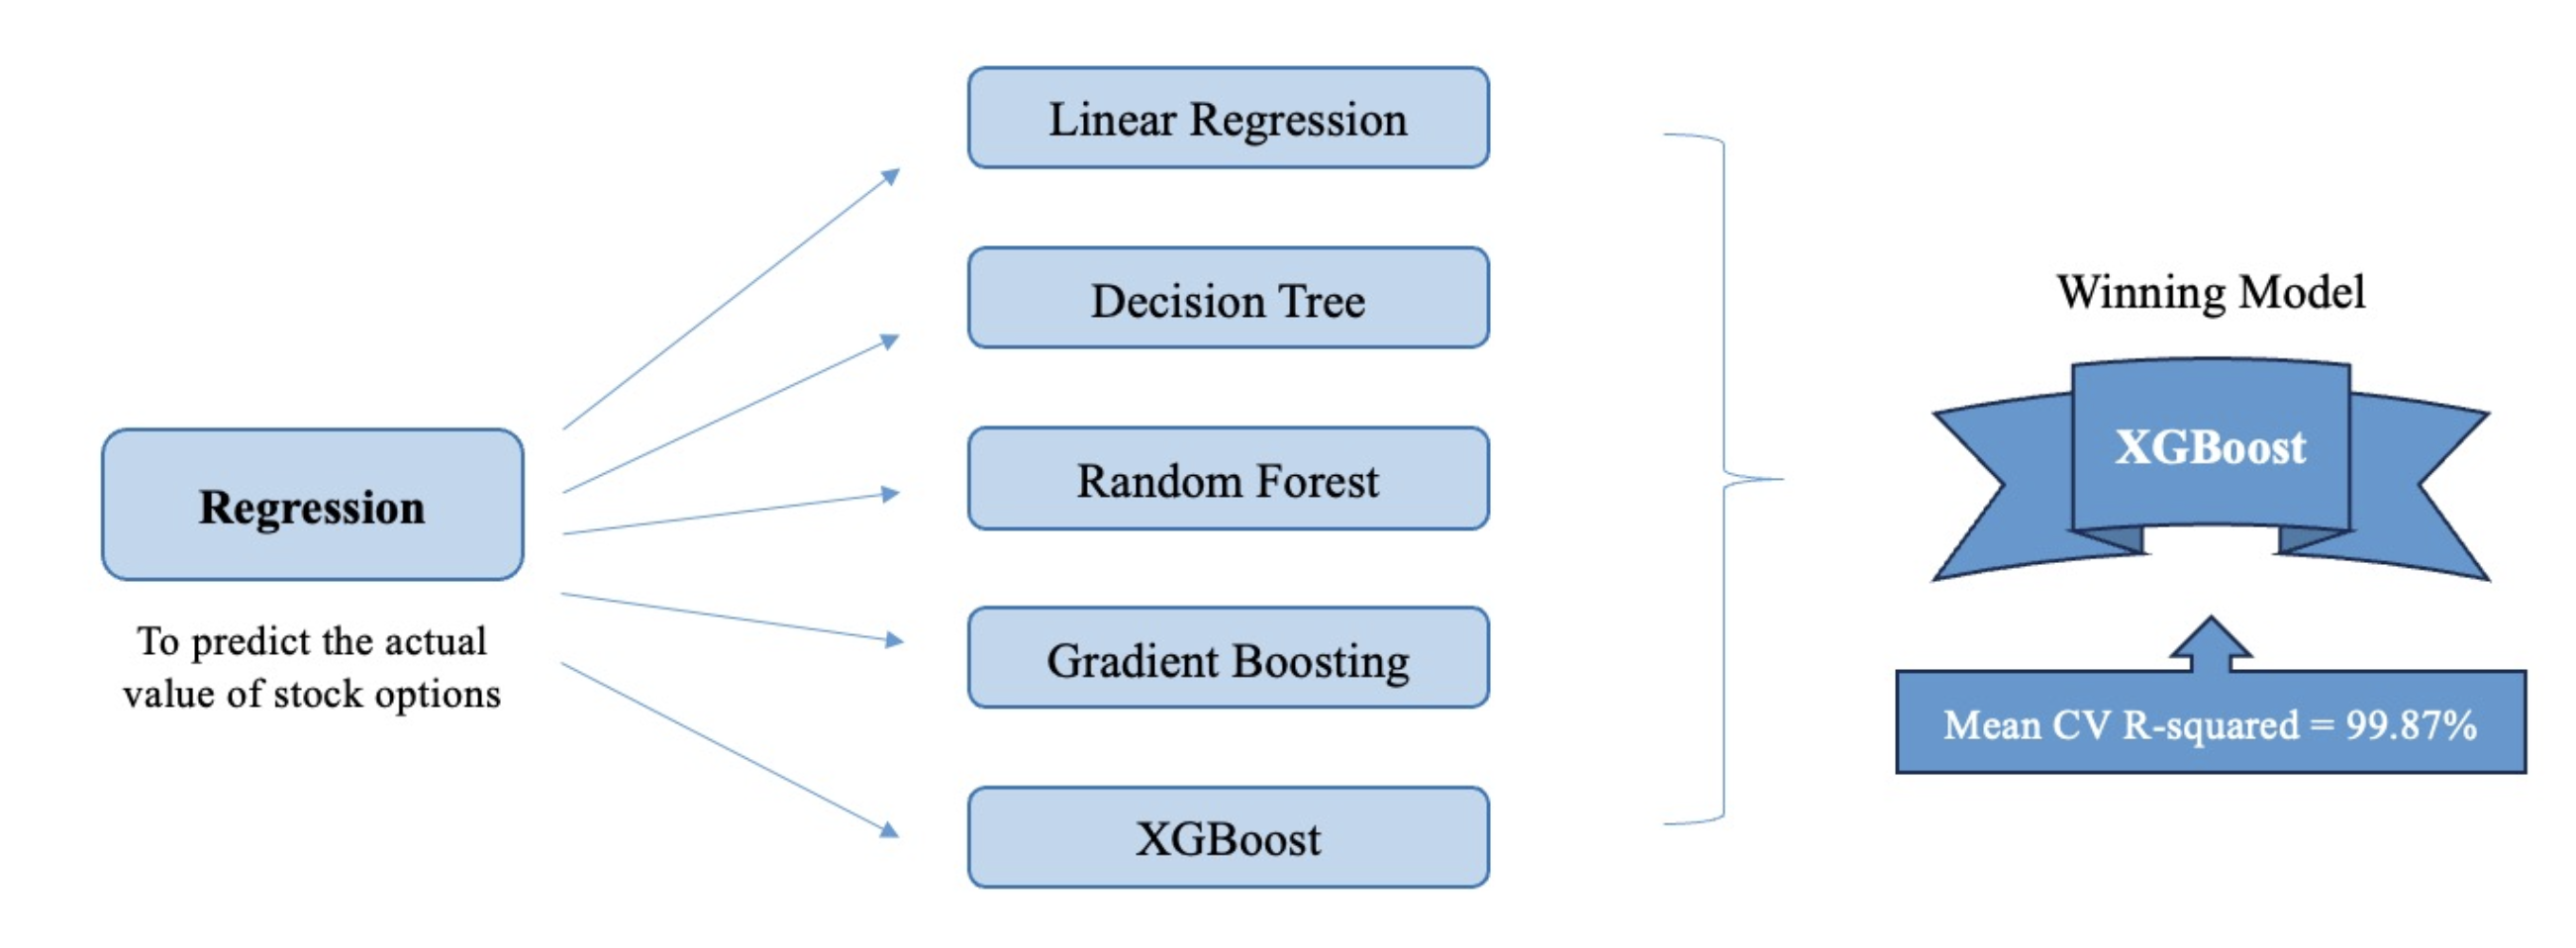 Regression
To predict the actual
value of stock options
Linear Regression
Decision Tree
Random Forest
Gradient Boosting
XGBoost
Winning Model
XGBoost
Mean CV R-squared = 99.87%